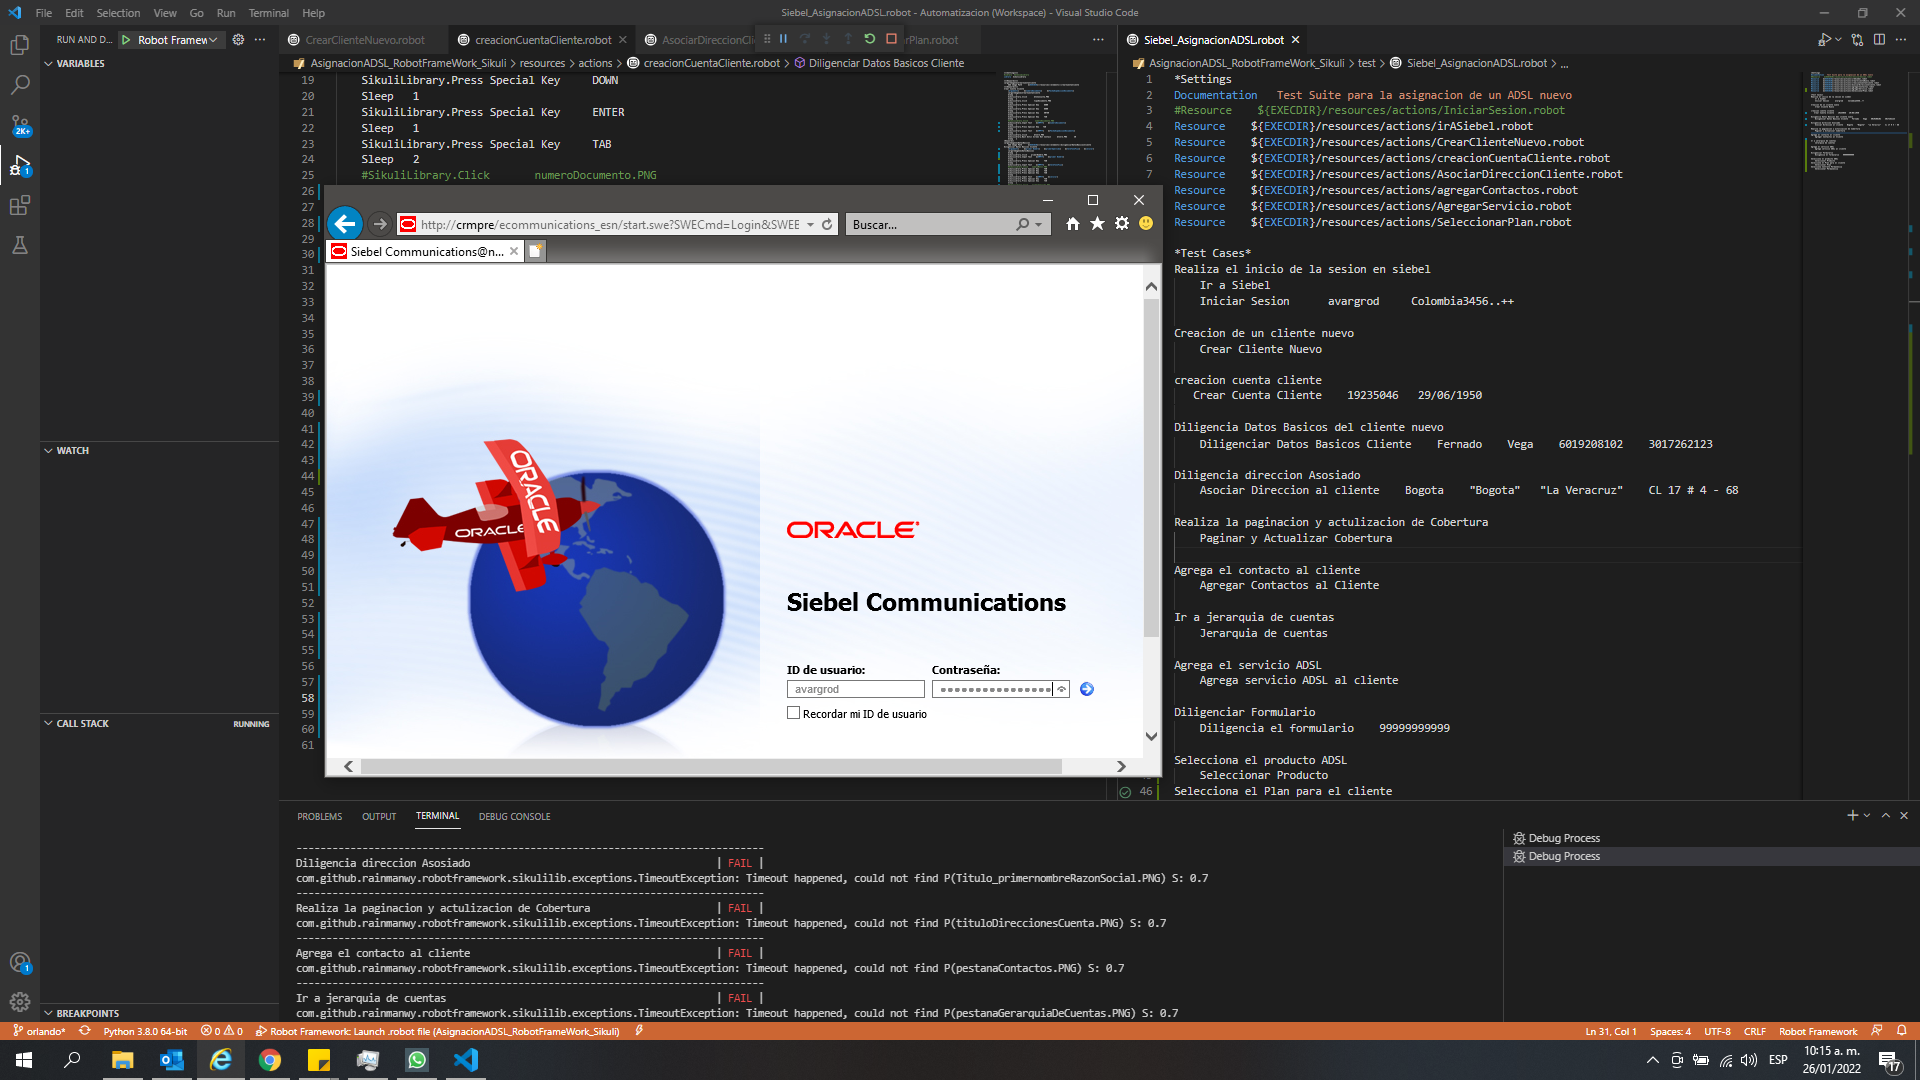 File Edit Selection View Go Run Terminal Help
Siebel_AsignacionADSL.robot - Automatizacion (Workspace) - Visual Studio Code
RUN AND D... Robot Framew
CrearClienteNuevo.robot
creacionCuentaCliente.robot
AsociarDireccionCli
rPlan.robot
Siebel_AsignacionADSL.robot
VARIABLES
AsignacionADSL_RobotFrameWork_Sikuli > resources > actions > creacionCuentaCliente.robot > Diligenciar Datos Basicos Cliente
AsignacionADSL_RobotFrameWork_Sikuli > test > Siebel_AsignacionADSL.robot > ...
19 SikuliLibrary.Press Special Key DOWN
20 Sleep 1
21 SikuliLibrary.Press Special Key ENTER
22 Sleep 1
23 SikuliLibrary.Press Special Key TAB
24 Sleep 2
25 #SikuliLibrary.Click numeroDocumento.PNG
26
27
28
29
30
31
32
33
34
35
36
37
38
39
40
41
42
43
44
45
46
47
48
49
50
51
52
53
54
55
56
57
58
59
60
61
http://crmpre/ecommunications_esn/start.swe?SWECmd=Login&SWEE
Buscar...
Siebel Communications@n...
ORACLE
ORACLE
ORACLE
Siebel Communications
ID de usuario:
Contraseña:
avargrod
Recordar mi ID de usuario
1 *Settings
2 Documentation Test Suite para la asignacion de un ADSL nuevo
3 #Resource ${EXECDIR}/resources/actions/IniciarSesion.robot
4 Resource ${EXECDIR}/resources/actions/irASiebel.robot
5 Resource ${EXECDIR}/resources/actions/CrearClienteNuevo.robot
6 Resource ${EXECDIR}/resources/actions/creacionCuentaCliente.robot
7 Resource ${EXECDIR}/resources/actions/AsociarDireccionCliente.robot
Resource ${EXECDIR}/resources/actions/agregarContactos.robot
Resource ${EXECDIR}/resources/actions/AgregarServicio.robot
Resource ${EXECDIR}/resources/actions/SeleccionarPlan.robot
*Test Cases*
Realiza el inicio de la sesion en siebel
Ir a Siebel
Iniciar Sesion avargrod Colombia3456..++
Creacion de un cliente nuevo
Crear Cliente Nuevo
creacion cuenta cliente
Crear Cuenta Cliente 19235046 29/06/1950
Diligencia Datos Basicos del cliente nuevo
Diligenciar Datos Basicos Cliente Fernado Vega 6019208102 3017262123
Diligencia direccion Asosiado
Asociar Direccion al cliente Bogota "Bogota" "La Veracruz" CL 17 # 4 - 68
Realiza la paginacion y actulizacion de Cobertura
Paginar y Actualizar Cobertura
Agrega el contacto al cliente
Agregar Contactos al Cliente
Ir a jerarquia de cuentas
Jerarquia de cuentas
Agrega el servicio ADSL
Agrega servicio ADSL al cliente
Diligenciar Formulario
Diligencia el formulario 99999999999
Selecciona el producto ADSL
Seleccionar Producto
46 Selecciona el Plan para el cliente
WATCH
CALL STACK RUNNING
BREAKPOINTS
2K+
1
1
PROBLEMS OUTPUT TERMINAL DEBUG CONSOLE
Debug Process
Debug Process
Diligencia direccion Asosiado | FAIL |
com.github.rainmanwy.robotframework.sikulilib.exceptions.TimeoutException: Timeout happened, could not find P(Titulo_primernombreRazonSocial.PNG) S: 0.7
Realiza la paginacion y actulizacion de Cobertura | FAIL |
com.github.rainmanwy.robotframework.sikulilib.exceptions.TimeoutException: Timeout happened, could not find P(tituloDireccionesCuenta.PNG) S: 0.7
Agrega el contacto al cliente | FAIL |
com.github.rainmanwy.robotframework.sikulilib.exceptions.TimeoutException: Timeout happened, could not find P(pestanaContactos.PNG) S: 0.7
Ir a jerarquia de cuentas | FAIL |
com.github.rainmanwy.robotframework.sikulilib.exceptions.TimeoutException: Timeout happened, could not find P(pestanaGerarquiaDeCuentas.PNG) S: 0.7
orlando* Python 3.8.0 64-bit 0 0 Robot Framework: Launch .robot file (AsignacionADSL_RobotFrameWork_Sikuli)
Ln 31, Col 1 Spaces: 4 UTF-8 CRLF Robot Framework
ESP
10:15 a. m.
26/01/2022
17